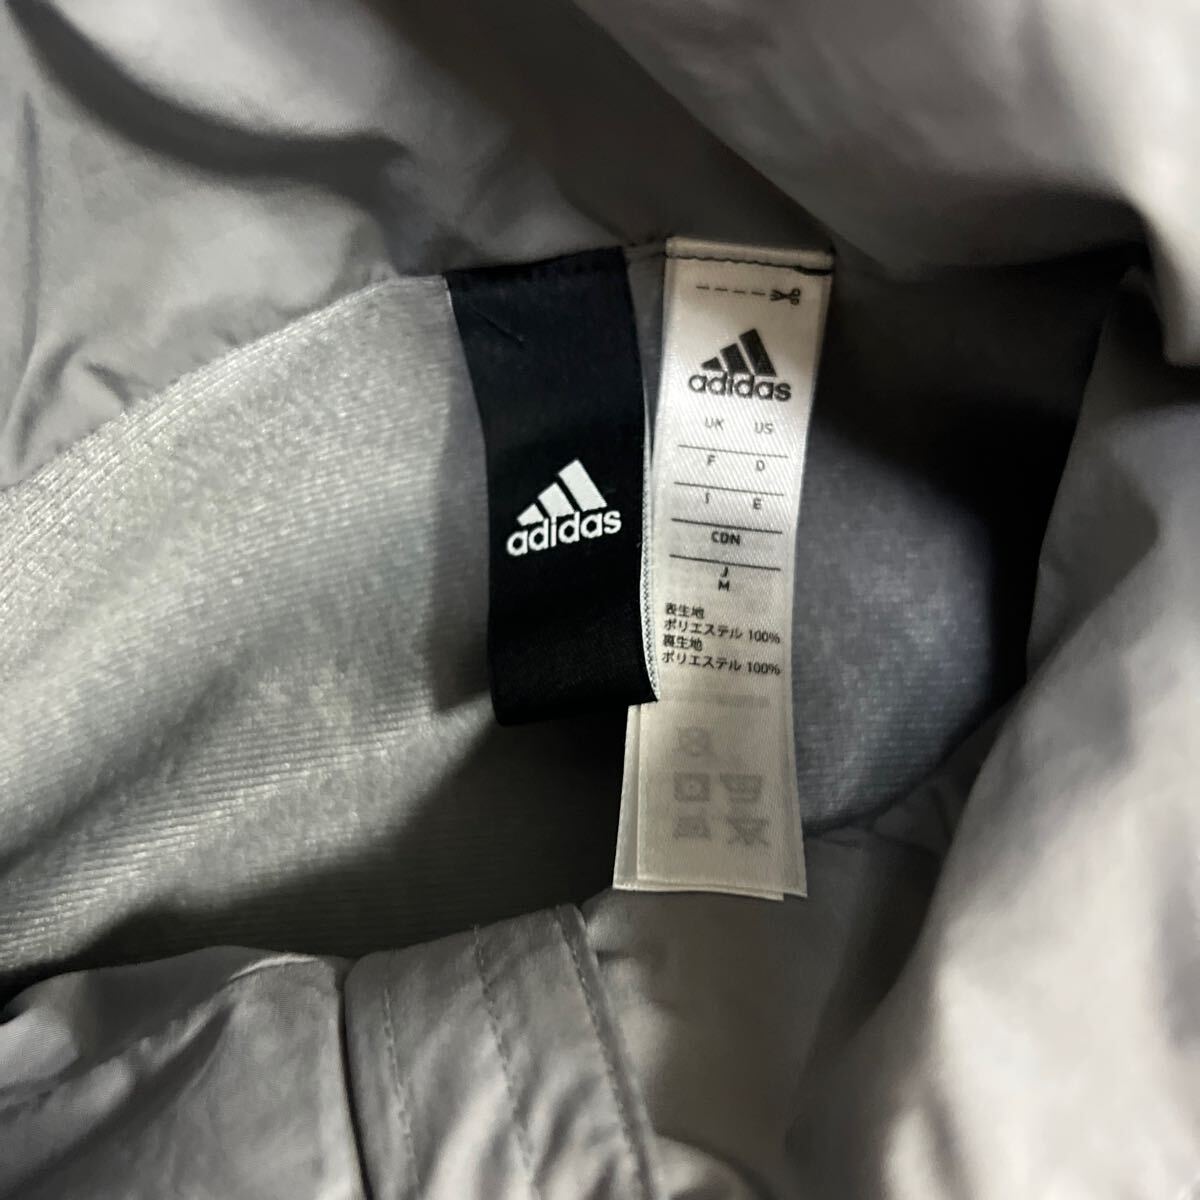 adidas
adidas
UK US
F D
I E
CDN
J
M
表生地
ポリエステル 100%
裏生地
ポリエステル 100%